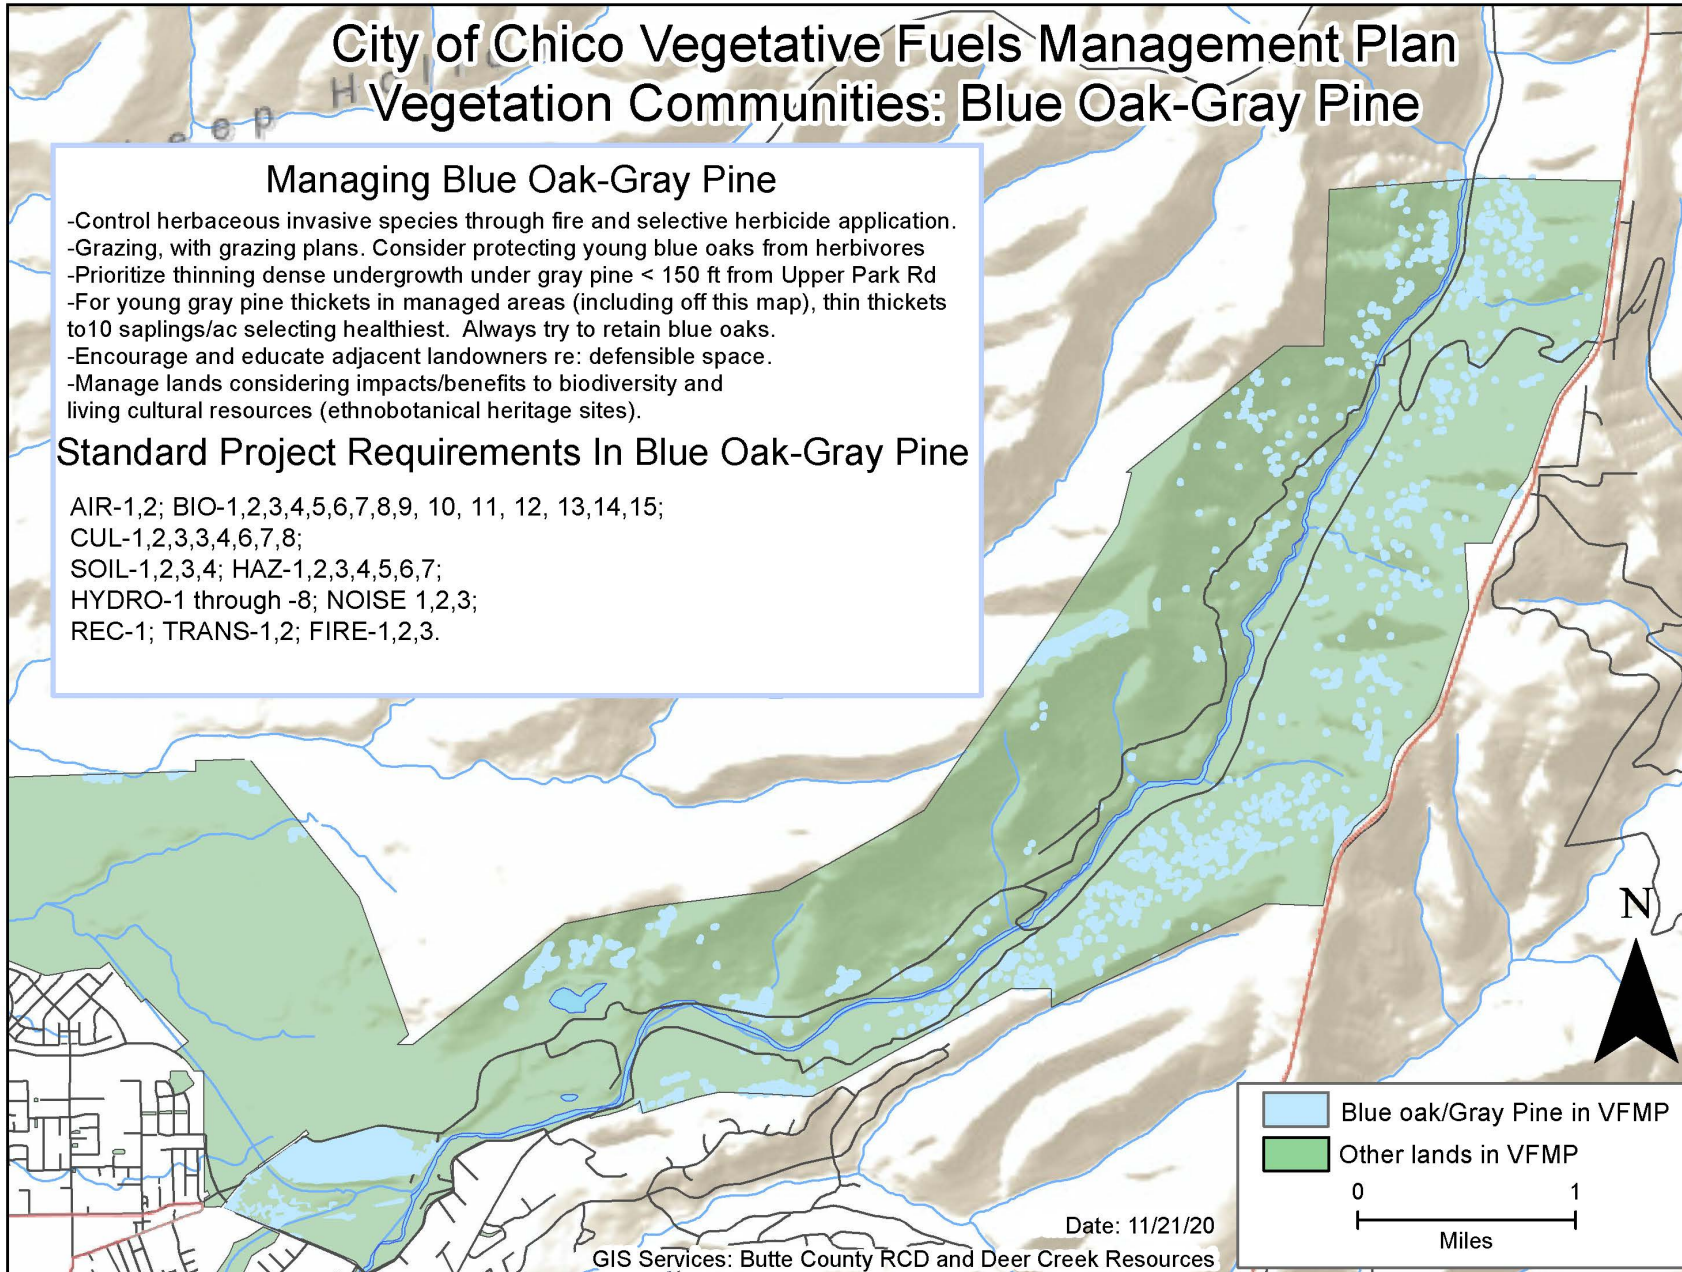 City of Chico Vegetative Fuels Management Plan
Vegetation Communities: Blue Oak-Gray Pine
Managing Blue Oak-Gray Pine
-Control herbaceous invasive species through fire and selective herbicide application.
-Grazing, with grazing plans. Consider protecting young blue oaks from herbivores
-Prioritize thinning dense undergrowth under gray pine < 150 ft from Upper Park Rd
-For young gray pine thickets in managed areas (including off this map), thin thickets
to10 saplings/ac selecting healthiest. Always try to retain blue oaks.
-Encourage and educate adjacent landowners re: defensible space.
-Manage lands considering impacts/benefits to biodiversity and
living cultural resources (ethnobotanical heritage sites).
Standard Project Requirements In Blue Oak-Gray Pine
AIR-1,2; BIO-1,2,3,4,5,6,7,8,9, 10, 11, 12, 13,14,15;
CUL-1,2,3,3,4,6,7,8;
SOIL-1,2,3,4; HAZ-1,2,3,4,5,6,7;
HYDRO-1 through -8; NOISE 1,2,3;
REC-1; TRANS-1,2; FIRE-1,2,3.
N
Blue oak/Gray Pine in VFMP
Other lands in VFMP
0 1
Miles
Date: 11/21/20
GIS Services: Butte County RCD and Deer Creek Resources